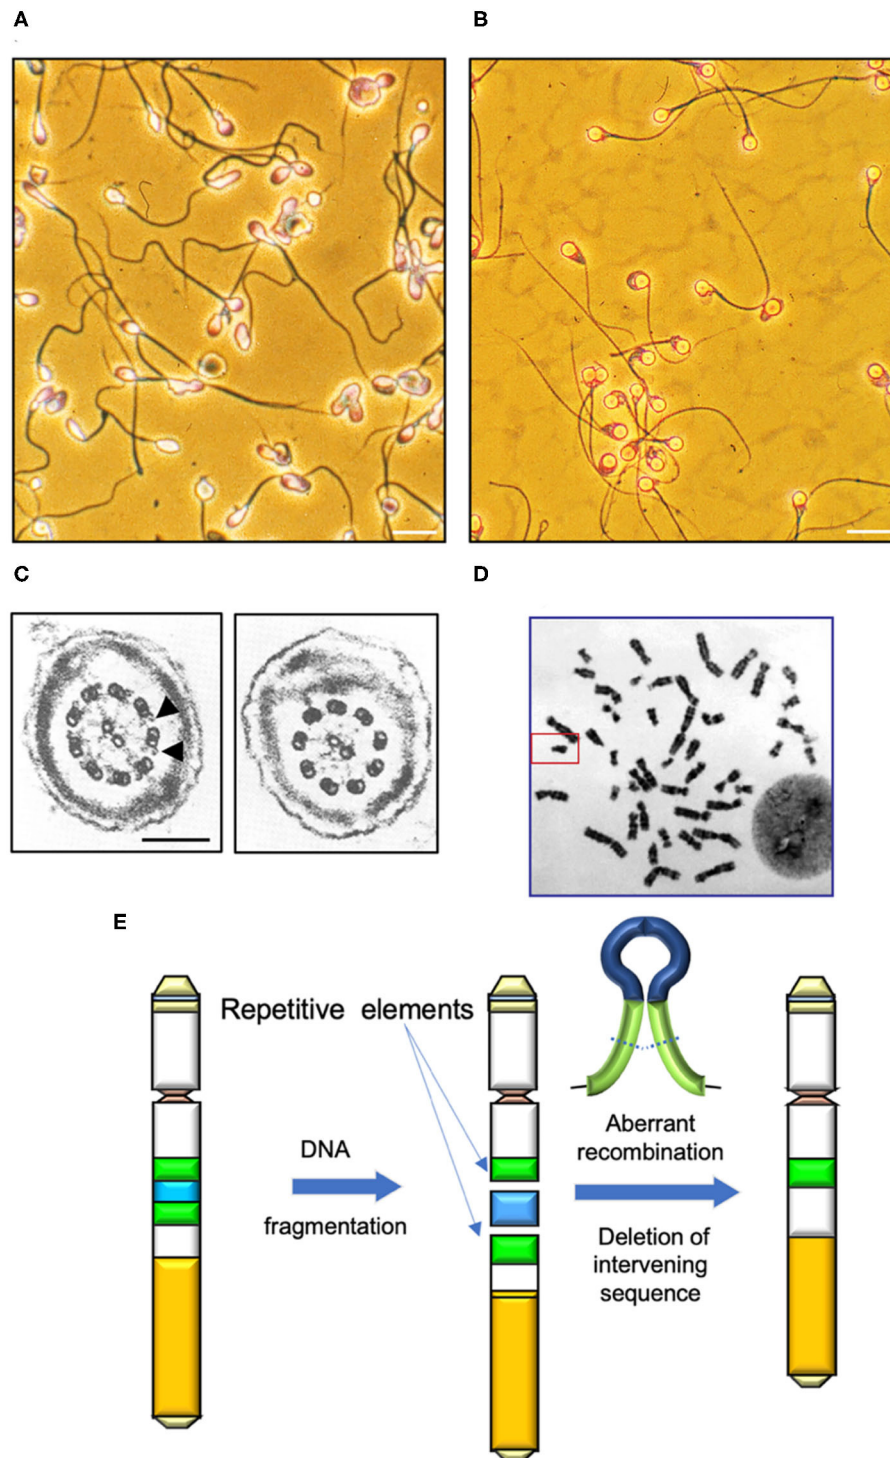 A
B
C
D
E
Repetitive elements
DNA
fragmentation
Aberrant
recombination
Deletion of
intervening
sequence